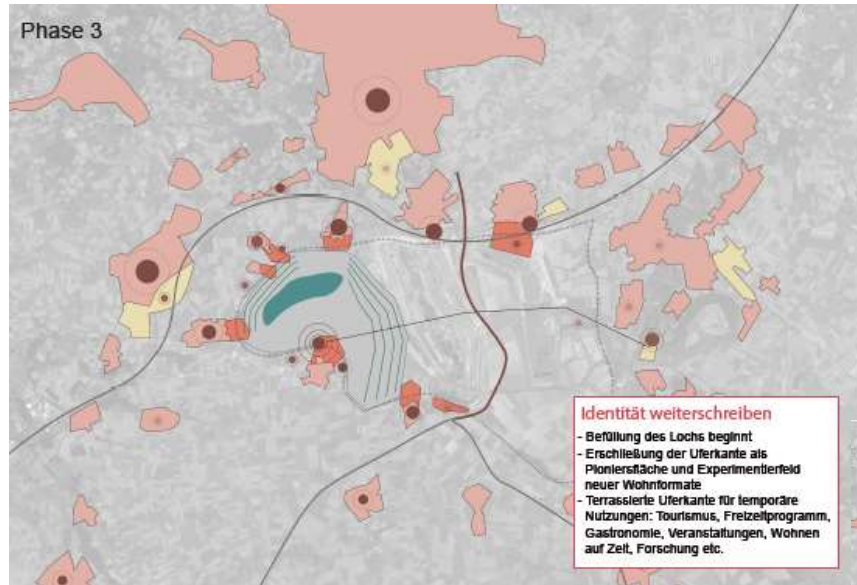 Phase 3
Identität weiterschreiben
- Befüllung des Lochs beginnt
- Erschließung der Uferkante als
Pioniersfläche und Experimentierfeld
neuer Wohnformate
- Terrassierte Uferkante für temporäre
Nutzungen: Tourismus, Freizeitprogramm,
Gastronomie, Veranstaltungen, Wohnen
auf Zeit, Forschung etc.